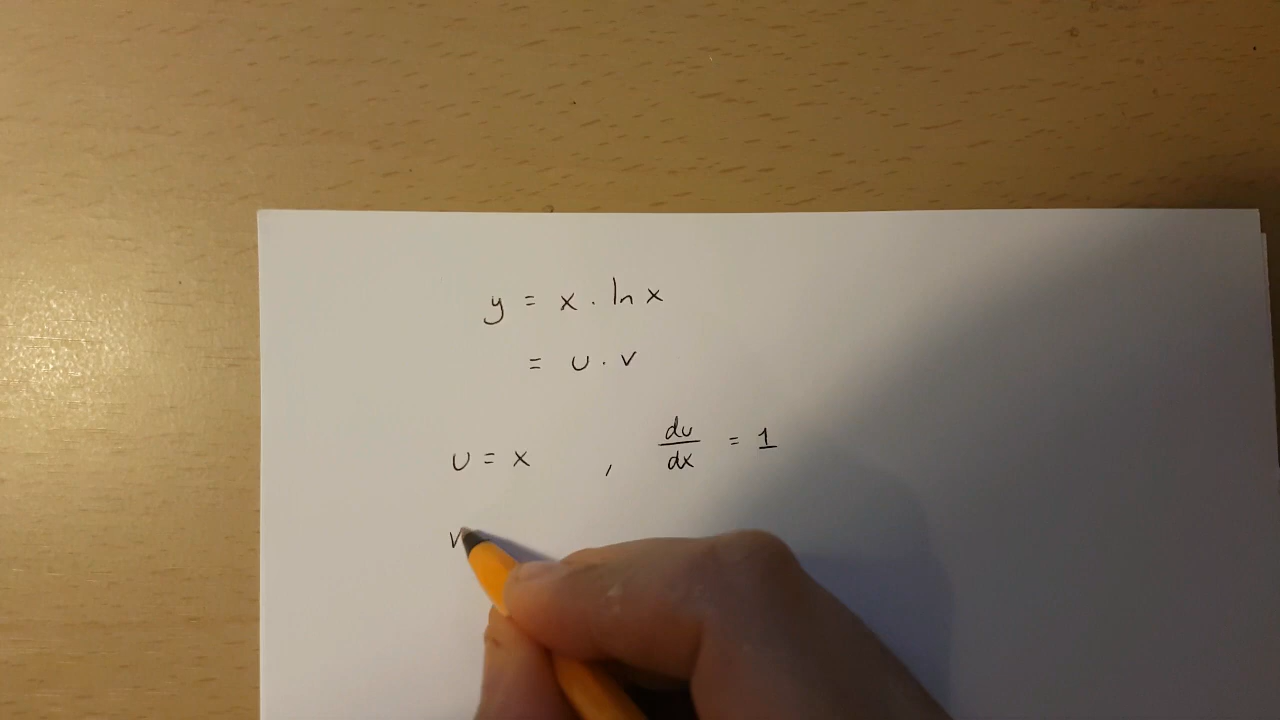 y = x . ln x
= u . v
u = x , du/dx = 1
v